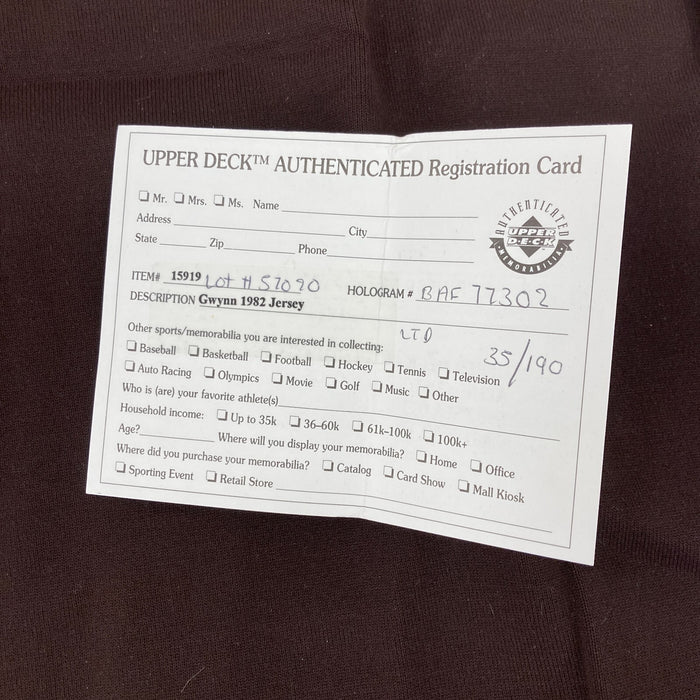 UPPER DECK™ AUTHENTICATED Registration Card
Mr. Mrs. Ms. Name
Address City
State Zip Phone
AUTHENTICATED
UPPER
DECK
MEMORABILIA
ITEM# 15919 Lot # 57090 HOLOGRAM # BAF 77302
DESCRIPTION Gwynn 1982 Jersey
LTD 35/190
Other sports/memorabilia you are interested in collecting:
Baseball Basketball Football Hockey Tennis Television
Auto Racing Olympics Movie Golf Music Other
Who is (are) your favorite athlete(s)
Household income: Up to 35k 36–60k 61k–100k 100k+
Age? Where will you display your memorabilia? Home Office
Where did you purchase your memorabilia? Catalog Card Show Mall Kiosk
Sporting Event Retail Store